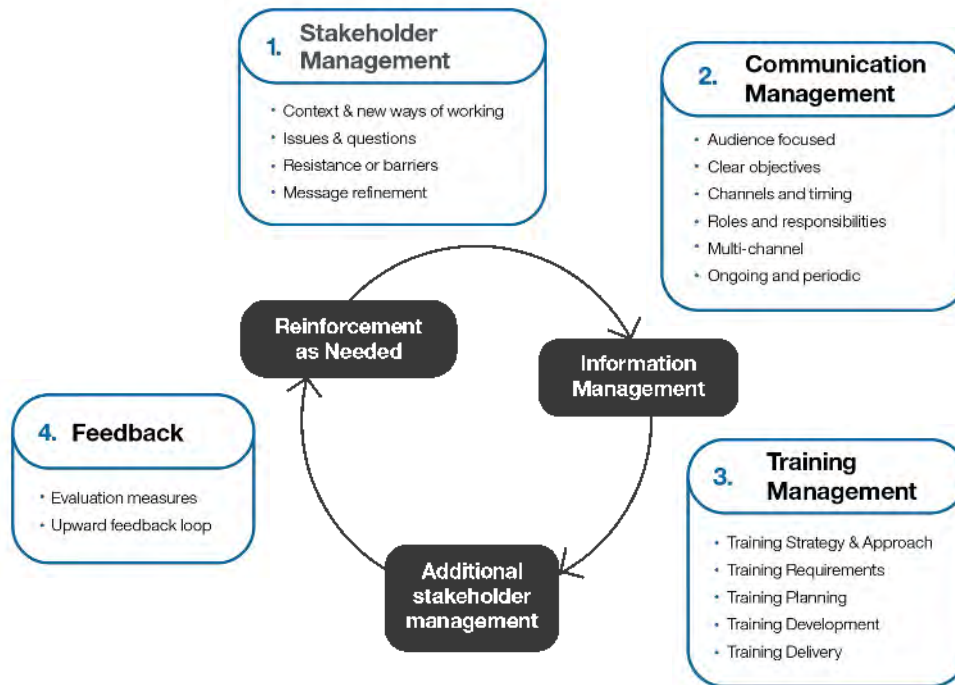 1. Stakeholder
Management
• Context & new ways of working
• Issues & questions
• Resistance or barriers
• Message refinement
2. Communication
Management
• Audience focused
• Clear objectives
• Channels and timing
• Roles and responsibilities
• Multi-channel
• Ongoing and periodic
Reinforcement
as Needed
Information
Management
4. Feedback
• Evaluation measures
• Upward feedback loop
3. Training
Management
• Training Strategy & Approach
• Training Requirements
• Training Planning
• Training Development
• Training Delivery
Additional
stakeholder
management